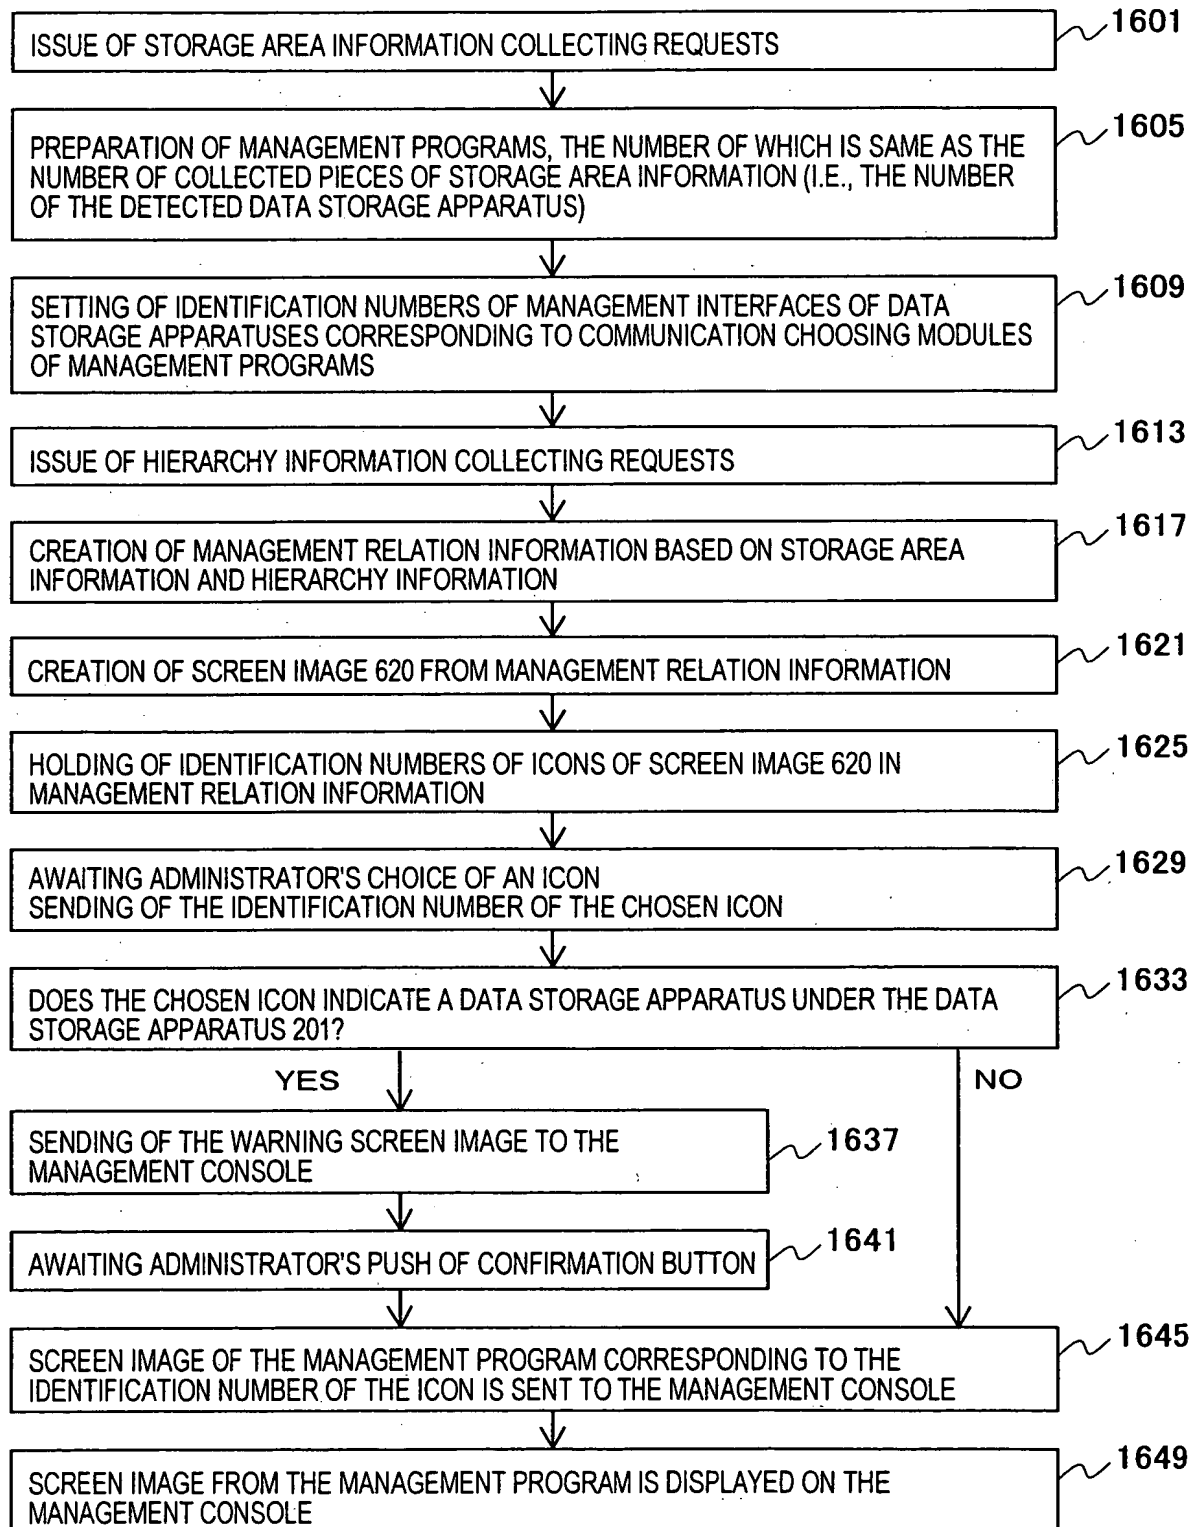 ISSUE OF STORAGE AREA INFORMATION COLLECTING REQUESTS
1601
PREPARATION OF MANAGEMENT PROGRAMS, THE NUMBER OF WHICH IS SAME AS THE
NUMBER OF COLLECTED PIECES OF STORAGE AREA INFORMATION (I.E., THE NUMBER
OF THE DETECTED DATA STORAGE APPARATUS)
1605
SETTING OF IDENTIFICATION NUMBERS OF MANAGEMENT INTERFACES OF DATA
STORAGE APPARATUSES CORRESPONDING TO COMMUNICATION CHOOSING MODULES
OF MANAGEMENT PROGRAMS
1609
ISSUE OF HIERARCHY INFORMATION COLLECTING REQUESTS
1613
CREATION OF MANAGEMENT RELATION INFORMATION BASED ON STORAGE AREA
INFORMATION AND HIERARCHY INFORMATION
1617
CREATION OF SCREEN IMAGE 620 FROM MANAGEMENT RELATION INFORMATION
1621
HOLDING OF IDENTIFICATION NUMBERS OF ICONS OF SCREEN IMAGE 620 IN
MANAGEMENT RELATION INFORMATION
1625
AWAITING ADMINISTRATOR'S CHOICE OF AN ICON
SENDING OF THE IDENTIFICATION NUMBER OF THE CHOSEN ICON
1629
DOES THE CHOSEN ICON INDICATE A DATA STORAGE APPARATUS UNDER THE DATA
STORAGE APPARATUS 201?
1633
YES
NO
SENDING OF THE WARNING SCREEN IMAGE TO THE
MANAGEMENT CONSOLE
1637
AWAITING ADMINISTRATOR'S PUSH OF CONFIRMATION BUTTON
1641
SCREEN IMAGE OF THE MANAGEMENT PROGRAM CORRESPONDING TO THE
IDENTIFICATION NUMBER OF THE ICON IS SENT TO THE MANAGEMENT CONSOLE
1645
SCREEN IMAGE FROM THE MANAGEMENT PROGRAM IS DISPLAYED ON THE
MANAGEMENT CONSOLE
1649